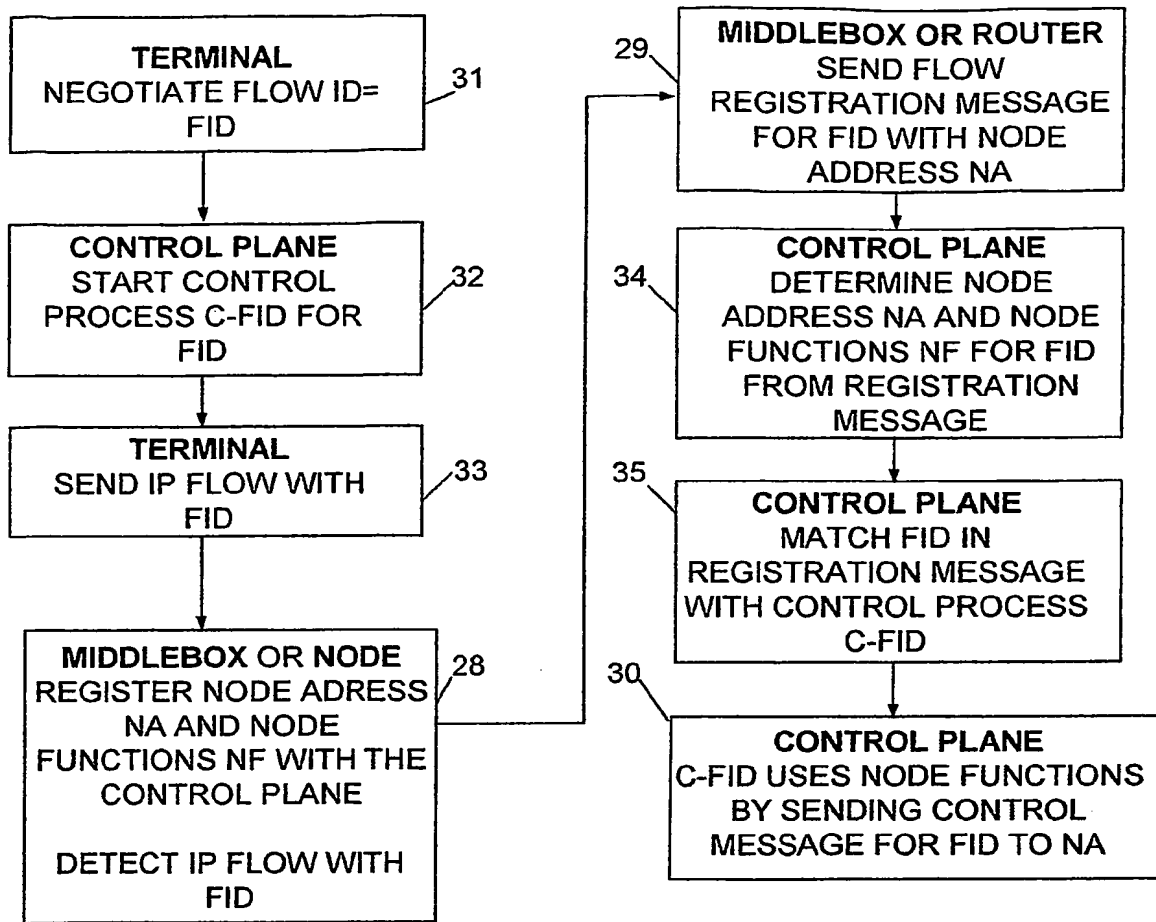 TERMINAL
NEGOTIATE FLOW ID=
FID
31
CONTROL PLANE
START CONTROL
PROCESS C-FID FOR
FID
32
TERMINAL
SEND IP FLOW WITH
FID
33
MIDDLEBOX OR NODE
REGISTER NODE ADRESS
NA AND NODE
FUNCTIONS NF WITH THE
CONTROL PLANE
DETECT IP FLOW WITH
FID
28
29
MIDDLEBOX OR ROUTER
SEND FLOW
REGISTRATION MESSAGE
FOR FID WITH NODE
ADDRESS NA
34
CONTROL PLANE
DETERMINE NODE
ADDRESS NA AND NODE
FUNCTIONS NF FOR FID
FROM REGISTRATION
MESSAGE
35
CONTROL PLANE
MATCH FID IN
REGISTRATION MESSAGE
WITH CONTROL PROCESS
C-FID
30
CONTROL PLANE
C-FID USES NODE FUNCTIONS
BY SENDING CONTROL
MESSAGE FOR FID TO NA